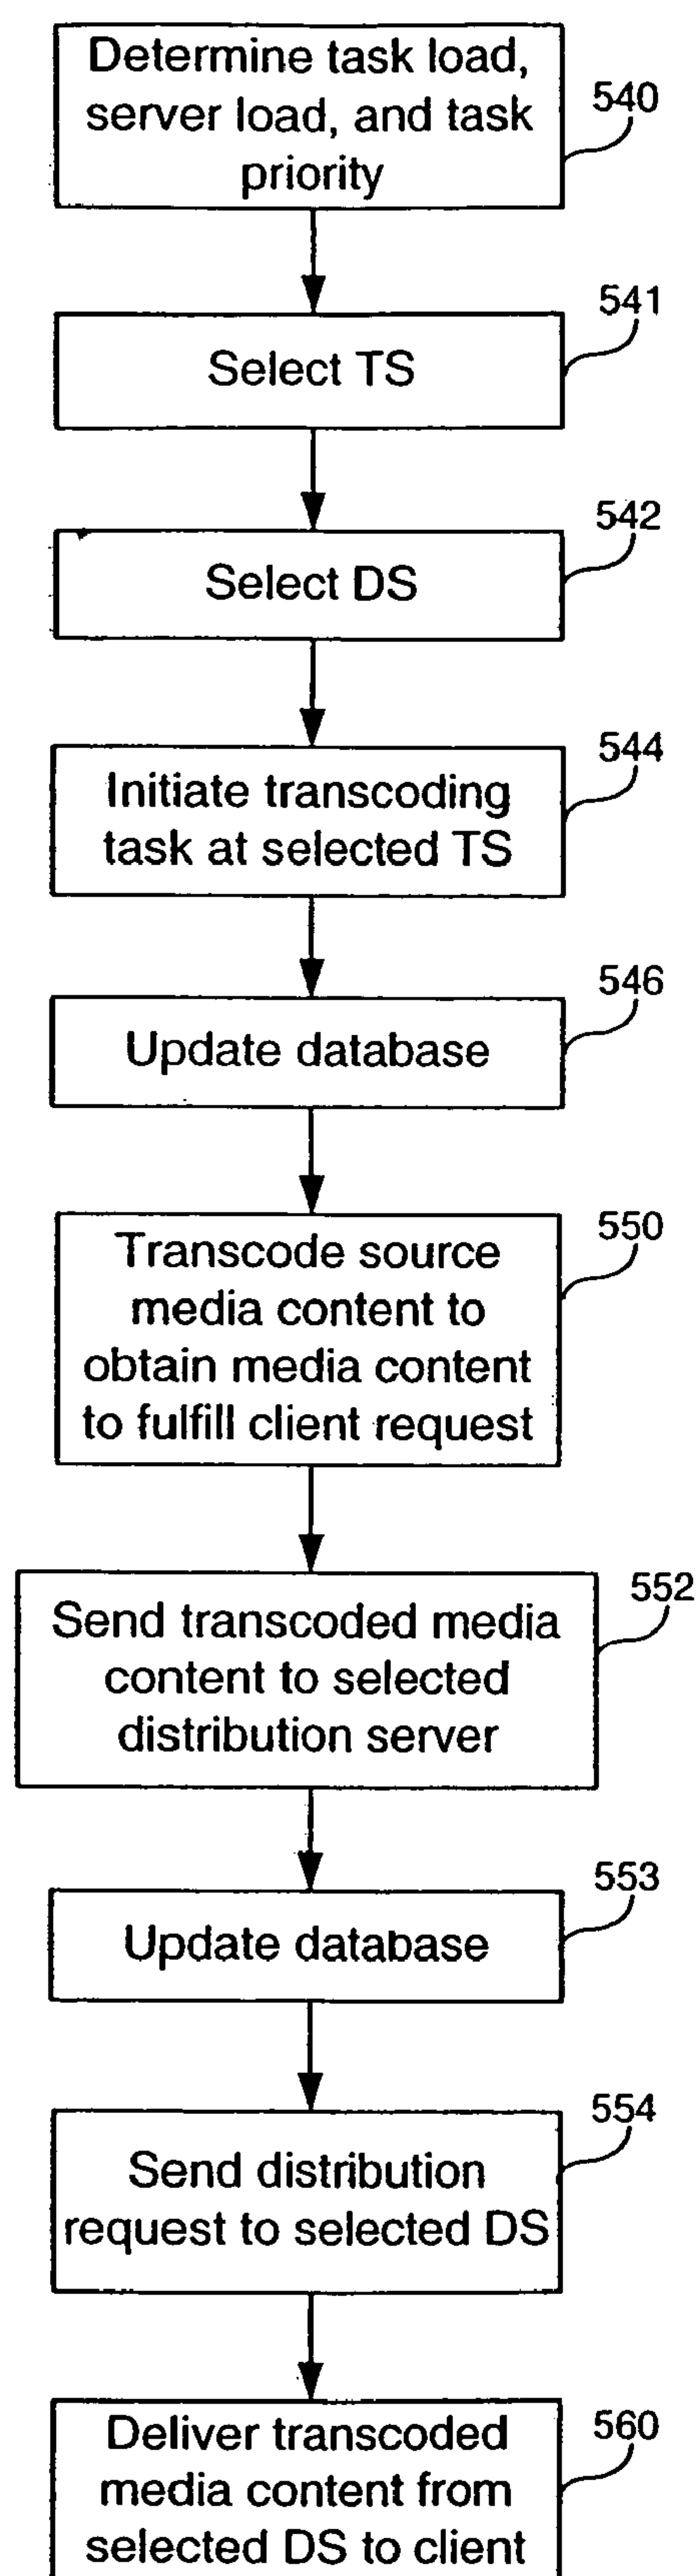 Determine task load,
server load, and task
priority
540
Select TS
541
Select DS
542
Initiate transcoding
task at selected TS
544
Update database
546
Transcode source
media content to
obtain media content
to fulfill client request
550
Send transcoded media
content to selected
distribution server
552
Update database
553
Send distribution
request to selected DS
554
Deliver transcoded
media content from
selected DS to client
560